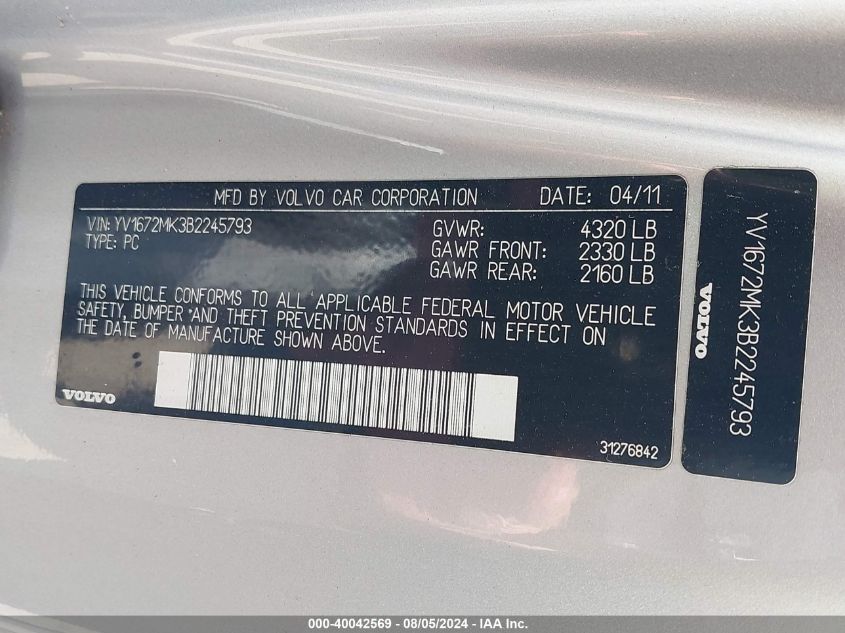 MFD BY VOLVO CAR CORPORATION DATE: 04/11
VIN: YV1672MK3B2245793
TYPE: PC
GVWR: 4320 LB
GAWR FRONT: 2330 LB
GAWR REAR: 2160 LB
THIS VEHICLE CONFORMS TO ALL APPLICABLE FEDERAL MOTOR VEHICLE
SAFETY, BUMPER AND THEFT PREVENTION STANDARDS IN EFFECT ON
THE DATE OF MANUFACTURE SHOWN ABOVE.
VOLVO
31276842
VOLVO
YV1672MK3B2245793
000-40042569 - 08/05/2024 - IAA Inc.